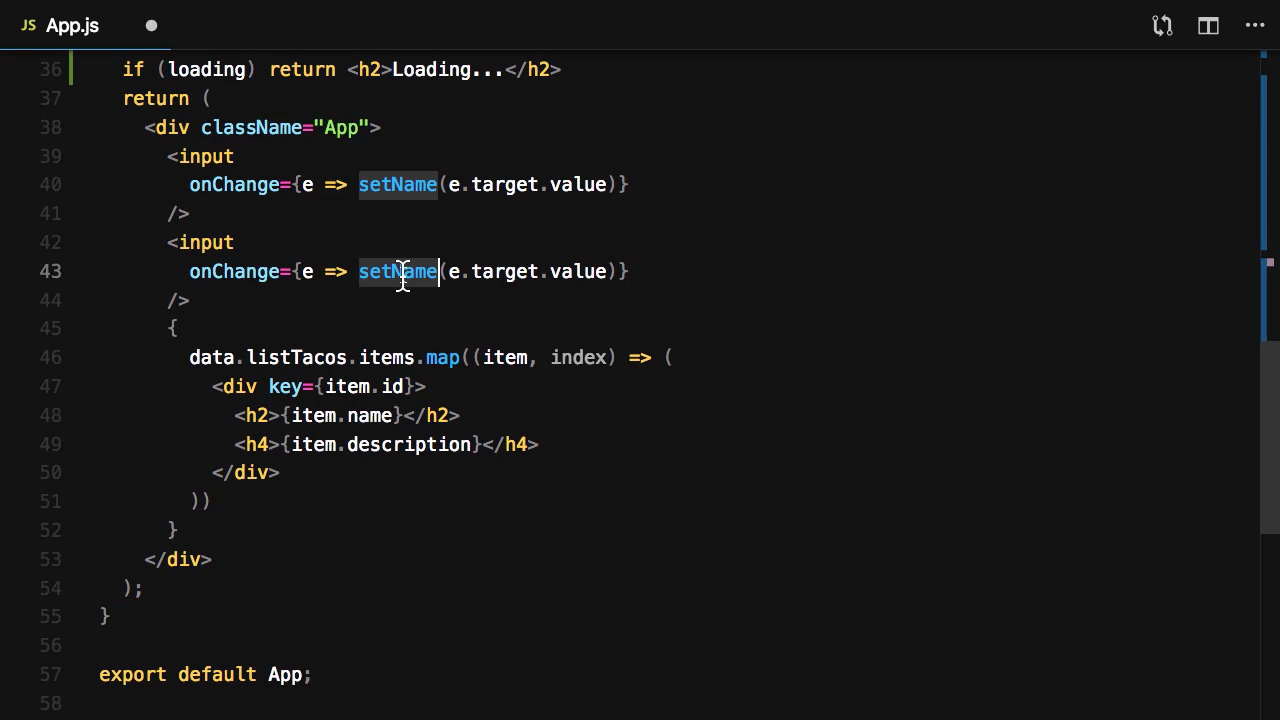 JS App.js
36 if (loading) return <h2>Loading...</h2>
37 return (
38 <div className="App">
39 <input
40 onChange={e => setName(e.target.value)}
41 />
42 <input
43 onChange={e => setName(e.target.value)}
44 />
45 {
46 data.listTacos.items.map((item, index) => (
47 <div key={item.id}>
48 <h2>{item.name}</h2>
49 <h4>{item.description}</h4>
50 </div>
51 ))
52 }
53 </div>
54 );
55 }
56
57 export default App;
58